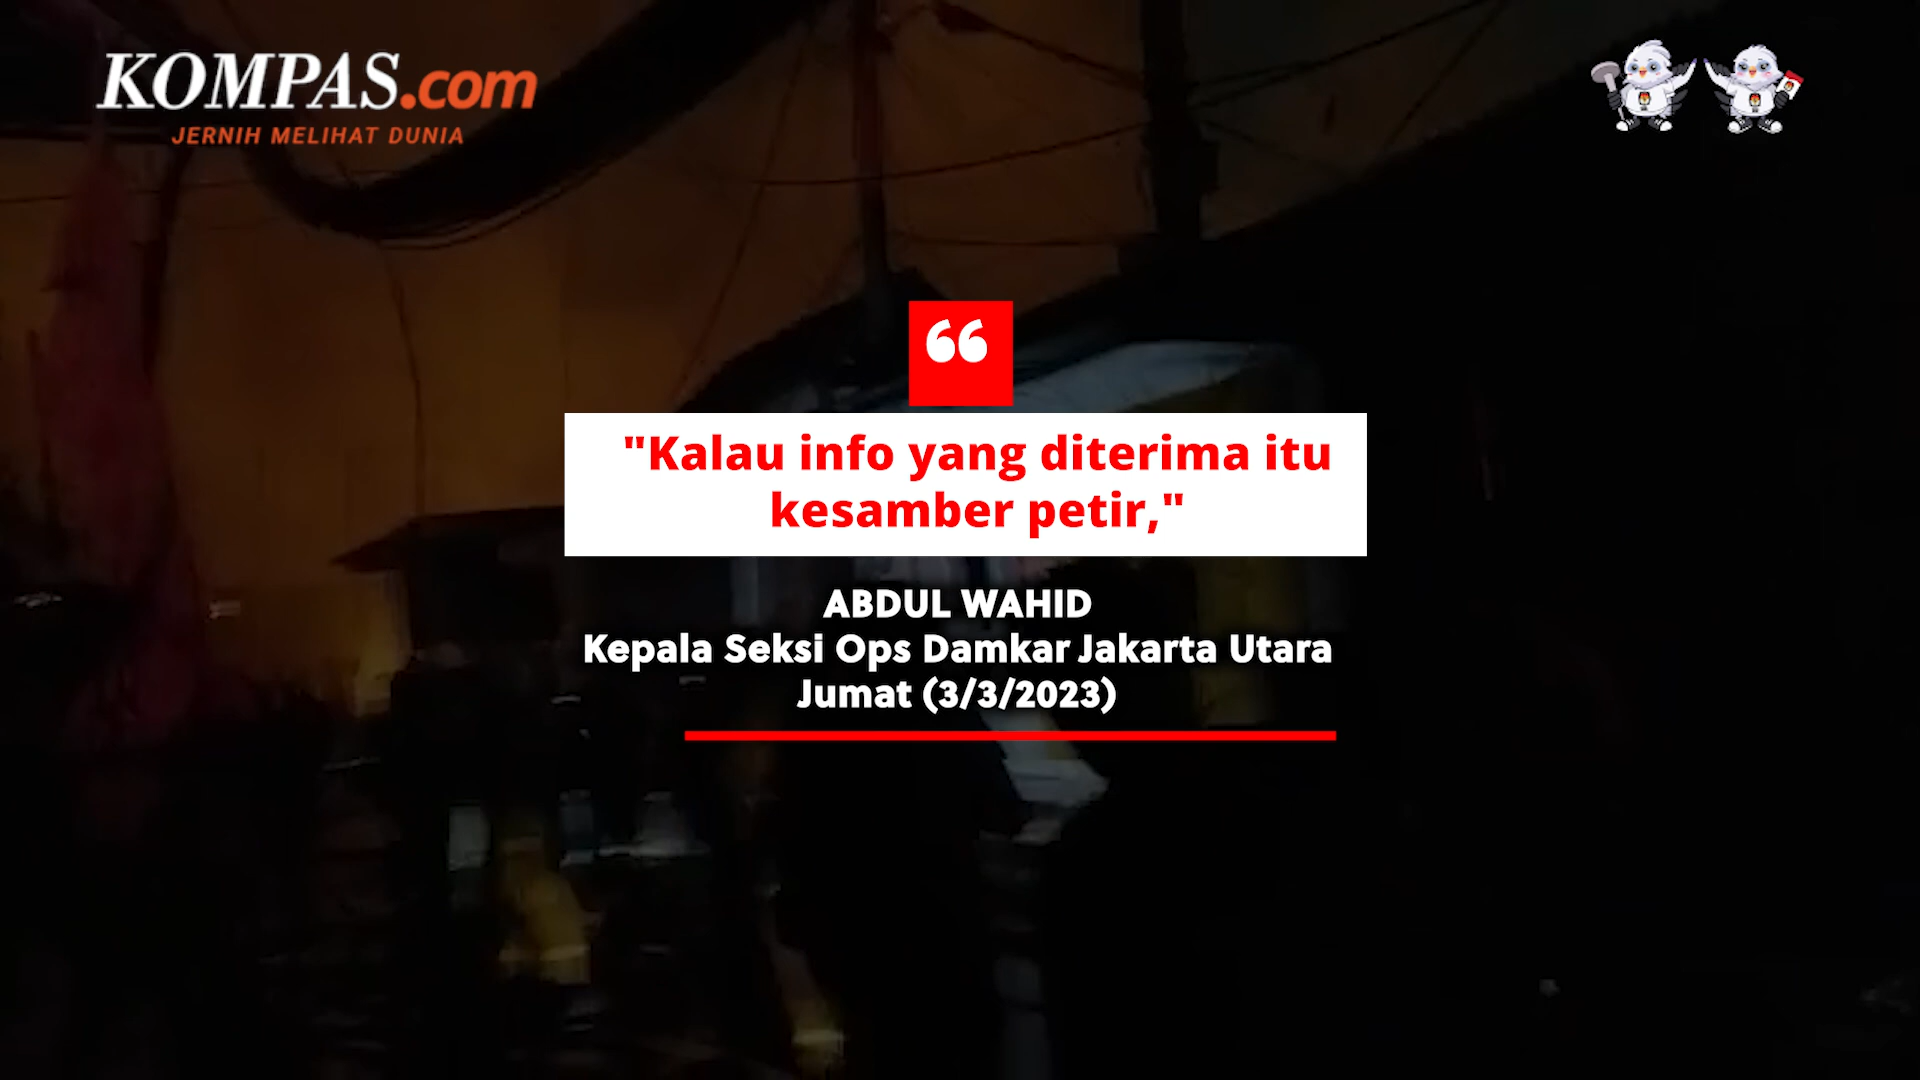 KOMPAS.com
JERNIH MELIHAT DUNIA
"Kalau info yang diterima itu
kesamber petir,"
ABDUL WAHID
Kepala Seksi Ops Damkar Jakarta Utara
Jumat (3/3/2023)